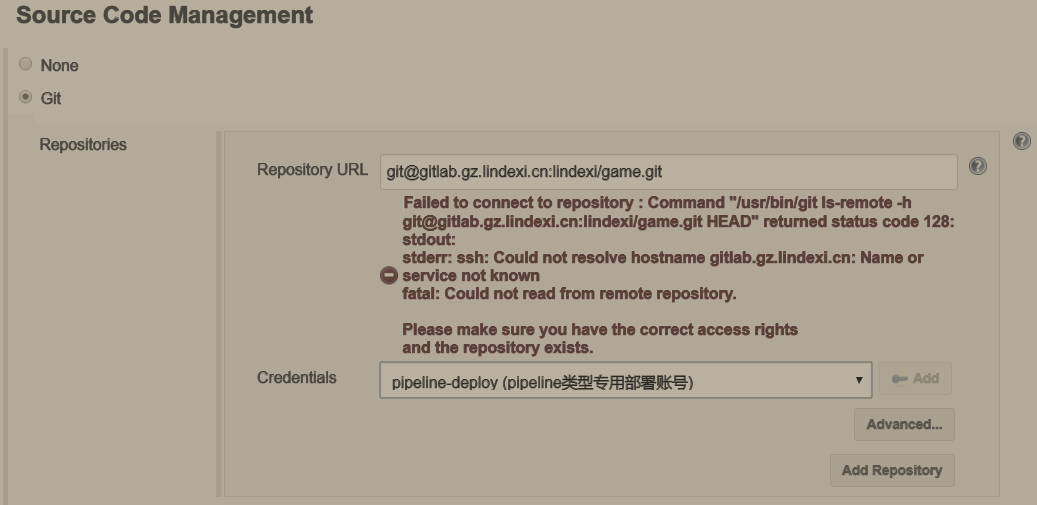 Source Code Management
None
Git
Repositories
Repository URL
git@gitlab.gz.lindexi.cn:lindexi/game.git
Failed to connect to repository : Command "/usr/bin/git ls-remote -h
git@gitlab.gz.lindexi.cn:lindexi/game.git HEAD" returned status code 128:
stdout:
stderr: ssh: Could not resolve hostname gitlab.gz.lindexi.cn: Name or
service not known
fatal: Could not read from remote repository.
Please make sure you have the correct access rights
and the repository exists.
Credentials
pipeline-deploy (pipeline类型专用部署账号)
Add
Advanced...
Add Repository